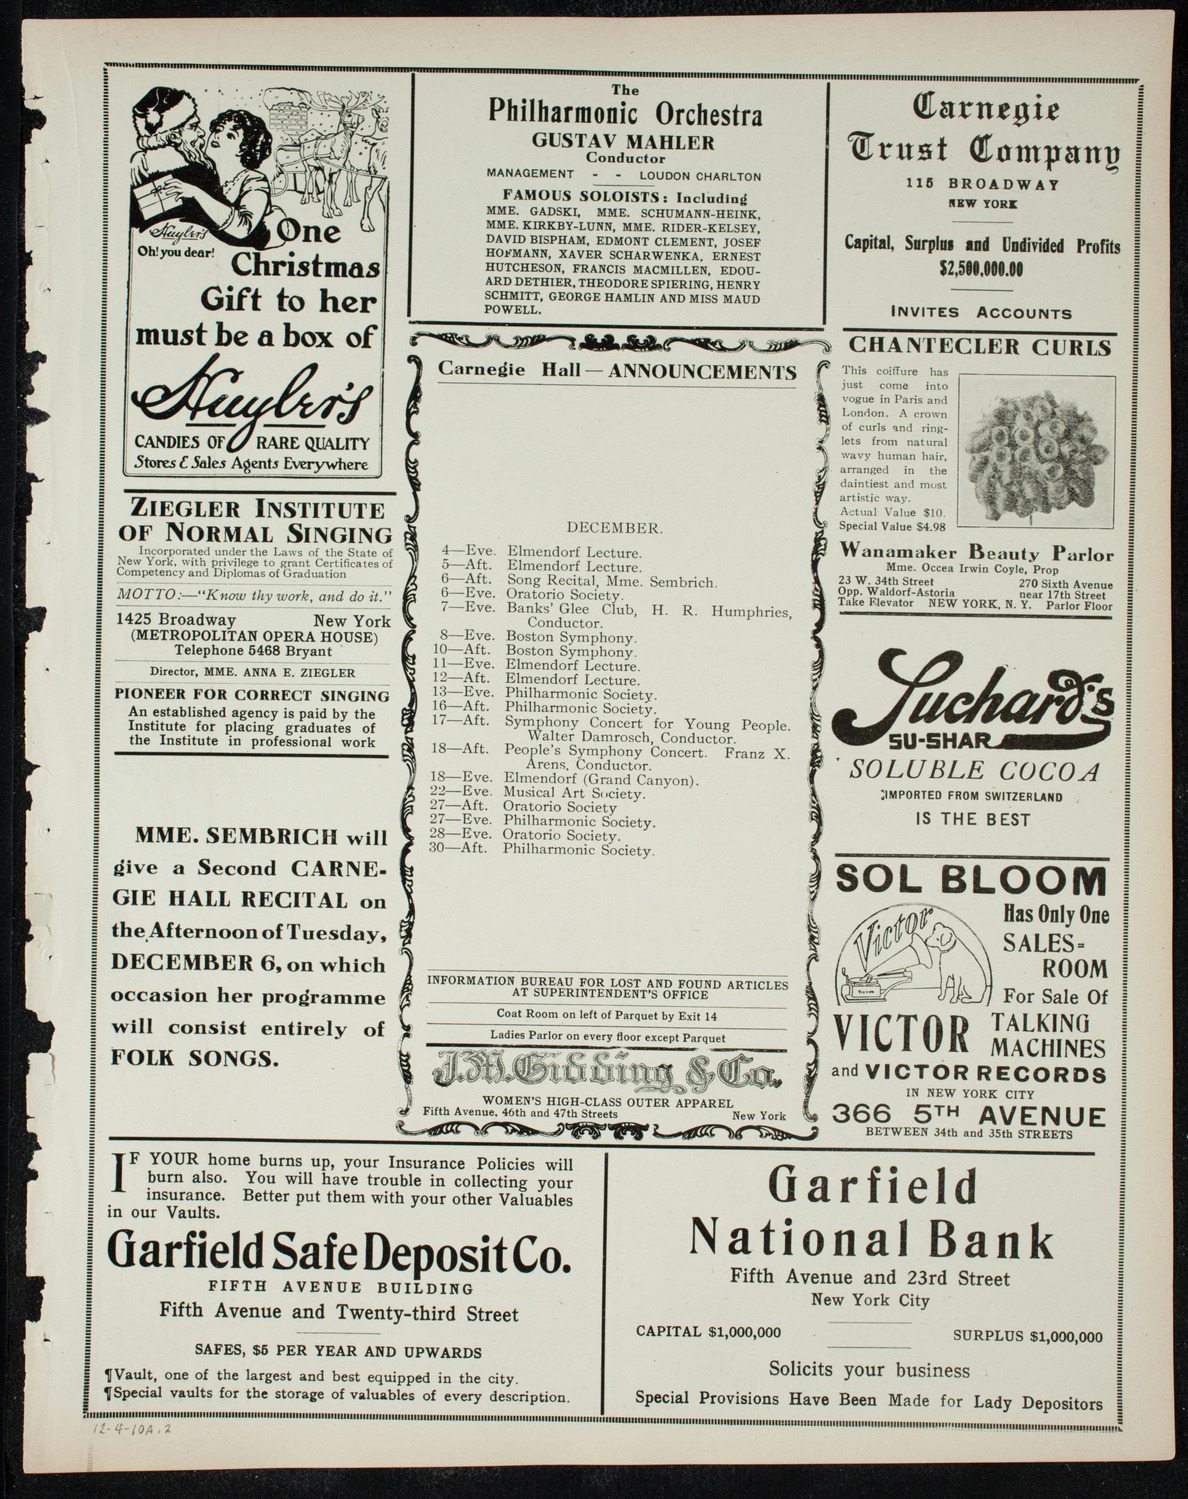 Huyler's
Oh! you dear!
One
Christmas
Gift to her
must be a box of
Huyler's
CANDIES OF RARE QUALITY
Stores & Sales Agents Everywhere
ZIEGLER INSTITUTE
OF NORMAL SINGING
Incorporated under the Laws of the State of
New York, with privilege to grant Certificates of
Competency and Diplomas of Graduation
MOTTO:—"Know thy work, and do it."
1425 Broadway New York
(METROPOLITAN OPERA HOUSE)
Telephone 5468 Bryant
Director, MME. ANNA E. ZIEGLER
PIONEER FOR CORRECT SINGING
An established agency is paid by the
Institute for placing graduates of
the Institute in professional work
MME. SEMBRICH will
give a Second CARNE-
GIE HALL RECITAL on
the Afternoon of Tuesday,
DECEMBER 6, on which
occasion her programme
will consist entirely of
FOLK SONGS.
The
Philharmonic Orchestra
GUSTAV MAHLER
Conductor
MANAGEMENT - - LOUDON CHARLTON
FAMOUS SOLOISTS: Including
MME. GADSKI, MME. SCHUMANN-HEINK,
MME. KIRKBY-LUNN, MME. RIDER-KELSEY,
DAVID BISPHAM, EDMONT CLEMENT, JOSEF
HOFMANN, XAVER SCHARWENKA, ERNEST
HUTCHESON, FRANCIS MACMILLEN, EDOU-
ARD DETHIER, THEODORE SPIERING, HENRY
SCHMITT, GEORGE HAMLIN AND MISS MAUD
POWELL.
Carnegie Hall—ANNOUNCEMENTS
DECEMBER.
4—Eve. Elmendorf Lecture.
5—Aft. Elmendorf Lecture.
6—Aft. Song Recital, Mme. Sembrich.
6—Eve. Oratorio Society.
7—Eve. Banks' Glee Club, H. R. Humphries,
Conductor.
8—Eve. Boston Symphony.
10—Aft. Boston Symphony.
11—Eve. Elmendorf Lecture.
12—Aft. Elmendorf Lecture.
13—Eve. Philharmonic Society.
16—Aft. Philharmonic Society.
17—Aft. Symphony Concert for Young People.
Walter Damrosch, Conductor.
18—Aft. People's Symphony Concert. Franz X.
Arens, Conductor.
18—Eve. Elmendorf (Grand Canyon).
22—Eve. Musical Art Society.
27—Aft. Oratorio Society
27—Eve. Philharmonic Society.
28—Eve. Oratorio Society.
30—Aft. Philharmonic Society.
INFORMATION BUREAU FOR LOST AND FOUND ARTICLES
AT SUPERINTENDENT'S OFFICE
Coat Room on left of Parquet by Exit 14
Ladies Parlor on every floor except Parquet
J.M. Gidding & Co.
WOMEN'S HIGH-CLASS OUTER APPAREL
Fifth Avenue, 46th and 47th Streets New York
Carnegie
Trust Company
115 BROADWAY
NEW YORK
Capital, Surplus and Undivided Profits
$2,500,000.00
INVITES ACCOUNTS
CHANTECLER CURLS
This coiffure has
just come into
vogue in Paris and
London. A crown
of curls and ring-
lets from natural
wavy human hair,
arranged in the
daintiest and most
artistic way.
Actual Value $10.
Special Value $4.98
Wanamaker Beauty Parlor
Mme. Occea Irwin Coyle, Prop
23 W. 34th Street 270 Sixth Avenue
Opp. Waldorf-Astoria near 17th Street
Take Elevator NEW YORK, N. Y. Parlor Floor
Suchard's
SU-SHAR
SOLUBLE COCOA
IMPORTED FROM SWITZERLAND
IS THE BEST
SOL BLOOM
Victor
Has Only One
SALES-
ROOM
For Sale Of
VICTOR TALKING
MACHINES
and VICTOR RECORDS
IN NEW YORK CITY
366 5TH AVENUE
BETWEEN 34th and 35th STREETS
IF YOUR home burns up, your Insurance Policies will
burn also. You will have trouble in collecting your
insurance. Better put them with your other Valuables
in our Vaults.
Garfield Safe Deposit Co.
FIFTH AVENUE BUILDING
Fifth Avenue and Twenty-third Street
SAFES, $5 PER YEAR AND UPWARDS
¶Vault, one of the largest and best equipped in the city.
¶Special vaults for the storage of valuables of every description.
Garfield
National Bank
Fifth Avenue and 23rd Street
New York City
CAPITAL $1,000,000 SURPLUS $1,000,000
Solicits your business
Special Provisions Have Been Made for Lady Depositors
12-4-10A.2